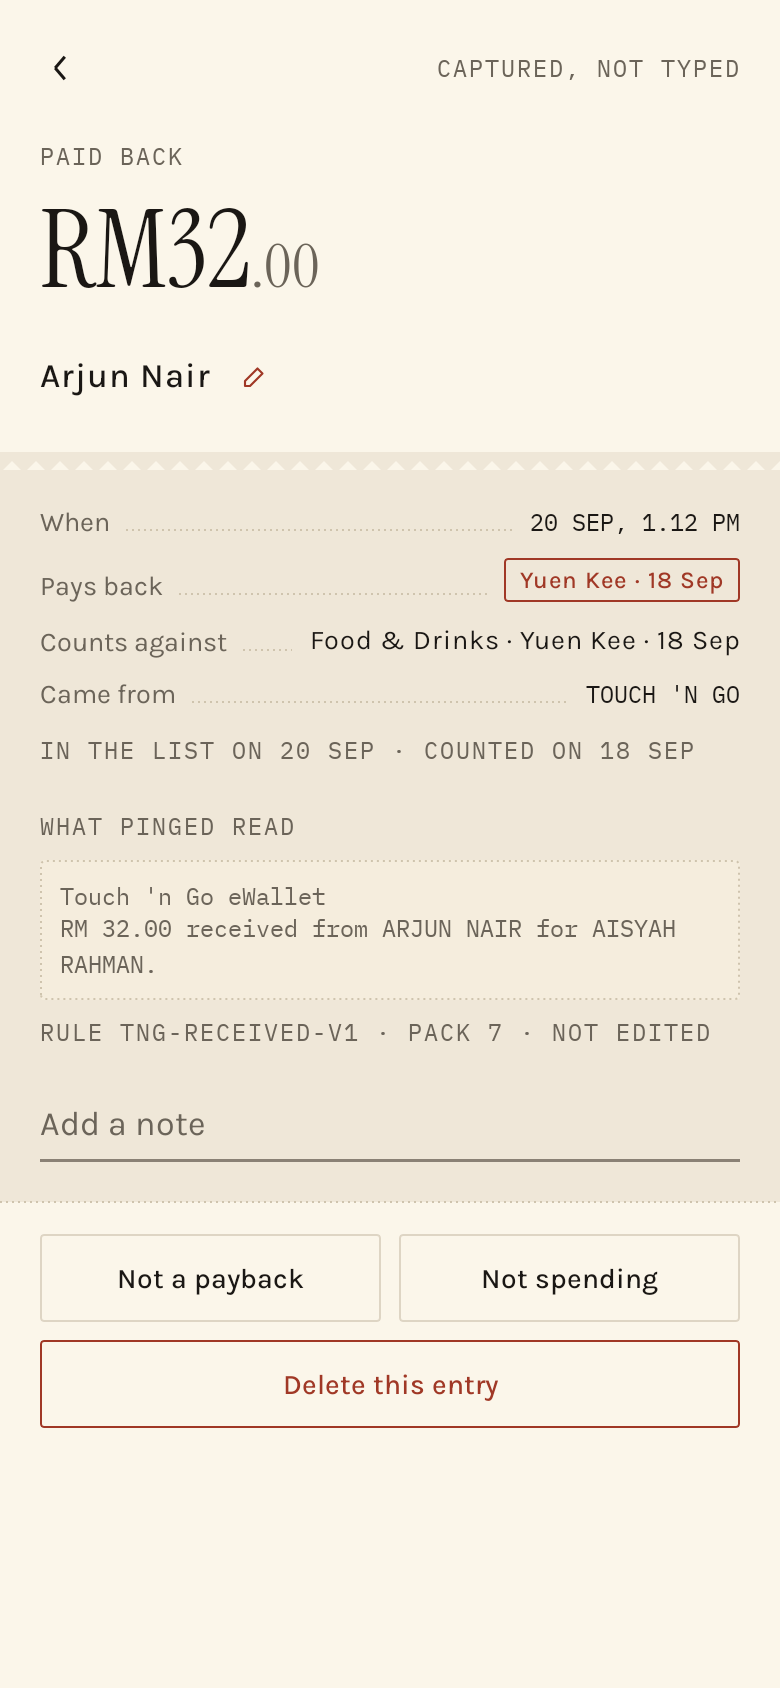 CAPTURED, NOT TYPED
PAID BACK
RM32.00
Arjun Nair
When 20 SEP, 1.12 PM
Pays back Yuen Kee · 18 Sep
Counts against Food & Drinks · Yuen Kee · 18 Sep
Came from TOUCH 'N GO
IN THE LIST ON 20 SEP · COUNTED ON 18 SEP
WHAT PINGED READ
Touch 'n Go eWallet
RM 32.00 received from ARJUN NAIR for AISYAH
RAHMAN.
RULE TNG-RECEIVED-V1 · PACK 7 · NOT EDITED
Add a note
Not a payback Not spending
Delete this entry